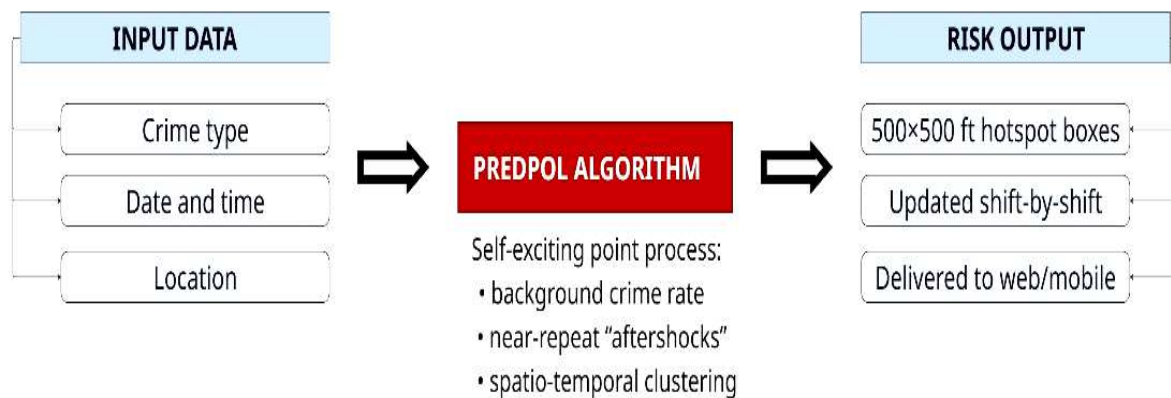 INPUT DATA
Crime type
Date and time
Location
PREDPOL ALGORITHM
Self-exciting point process:
• background crime rate
• near-repeat “aftershocks”
• spatio-temporal clustering
RISK OUTPUT
500×500 ft hotspot boxes
Updated shift-by-shift
Delivered to web/mobile